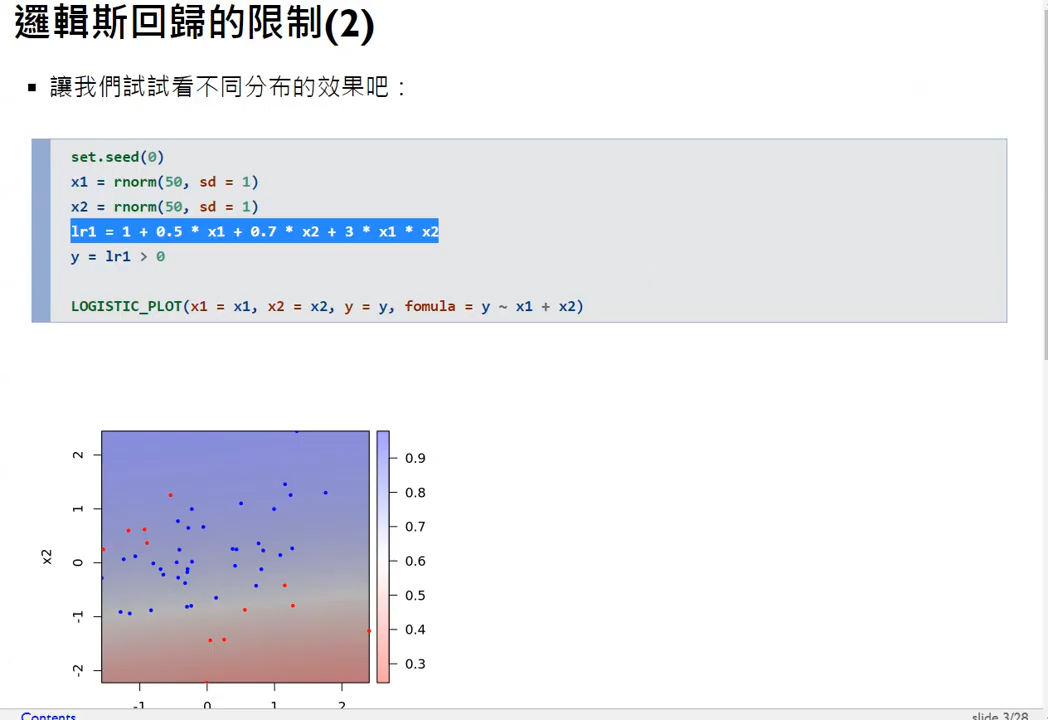 邏輯斯回歸的限制(2)
讓我們試試看不同分布的效果吧：
set.seed(0)
x1 = rnorm(50, sd = 1)
x2 = rnorm(50, sd = 1)
lr1 = 1 + 0.5 * x1 + 0.7 * x2 + 3 * x1 * x2
y = lr1 > 0
LOGISTIC_PLOT(x1 = x1, x2 = x2, y = y, fomula = y ~ x1 + x2)
2
1
0
-1
-2
x2
0.9
0.8
0.7
0.6
0.5
0.4
0.3
-1 0 1 2
Contents
slide 3/28